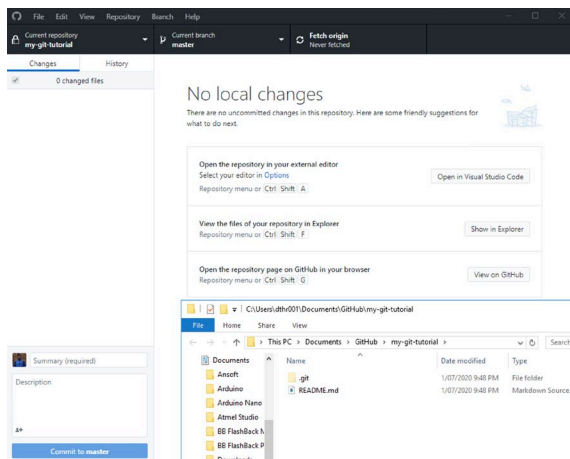 File Edit View Repository Branch Help
Current repository
my-git-tutorial
Current branch
master
Fetch origin
Never fetched
Changes History
0 changed files
No local changes
There are no uncommitted changes in this repository. Here are some friendly suggestions for
what to do next.
Open the repository in your external editor
Select your editor in Options
Repository menu or Ctrl Shift A
Open in Visual Studio Code
View the files of your repository in Explorer
Repository menu or Ctrl Shift F
Show in Explorer
Open the repository page on GitHub in your browser
Repository menu or Ctrl Shift G
View on GitHub
C:\Users\dthr001\Documents\GitHub\my-git-tutorial
File Home Share View
This PC > Documents > GitHub > my-git-tutorial >
Search
Documents
Ansoft
Arduino
Arduino Nano
Atmel Studio
BB FlashBack
BB FlashBack P
Name Date modified Type
.git 1/07/2020 9:48 PM File folder
README.md 1/07/2020 9:48 PM Markdown Source
Summary (required)
Description
Commit to master